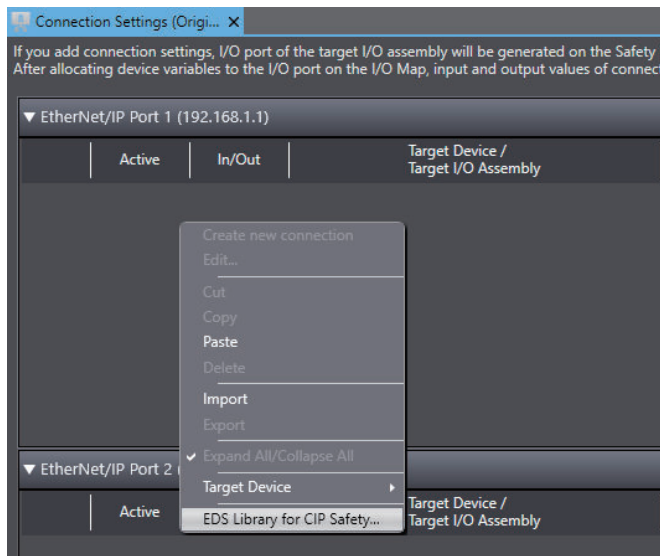 Connection Settings (Origi... X
If you add connection settings, I/O port of the target I/O assembly will be generated on the Safety
After allocating device variables to the I/O port on the I/O Map, input and output values of connec
▼ EtherNet/IP Port 1 (192.168.1.1)
Active In/Out Target Device /
Target I/O Assembly
Create new connection
Edit...
Cut
Copy
Paste
Delete
Import
Export
✓ Expand All/Collapse All
Target Device
EDS Library for CIP Safety...
▼ EtherNet/IP Port 2 (
Active Target Device /
Target I/O Assembly